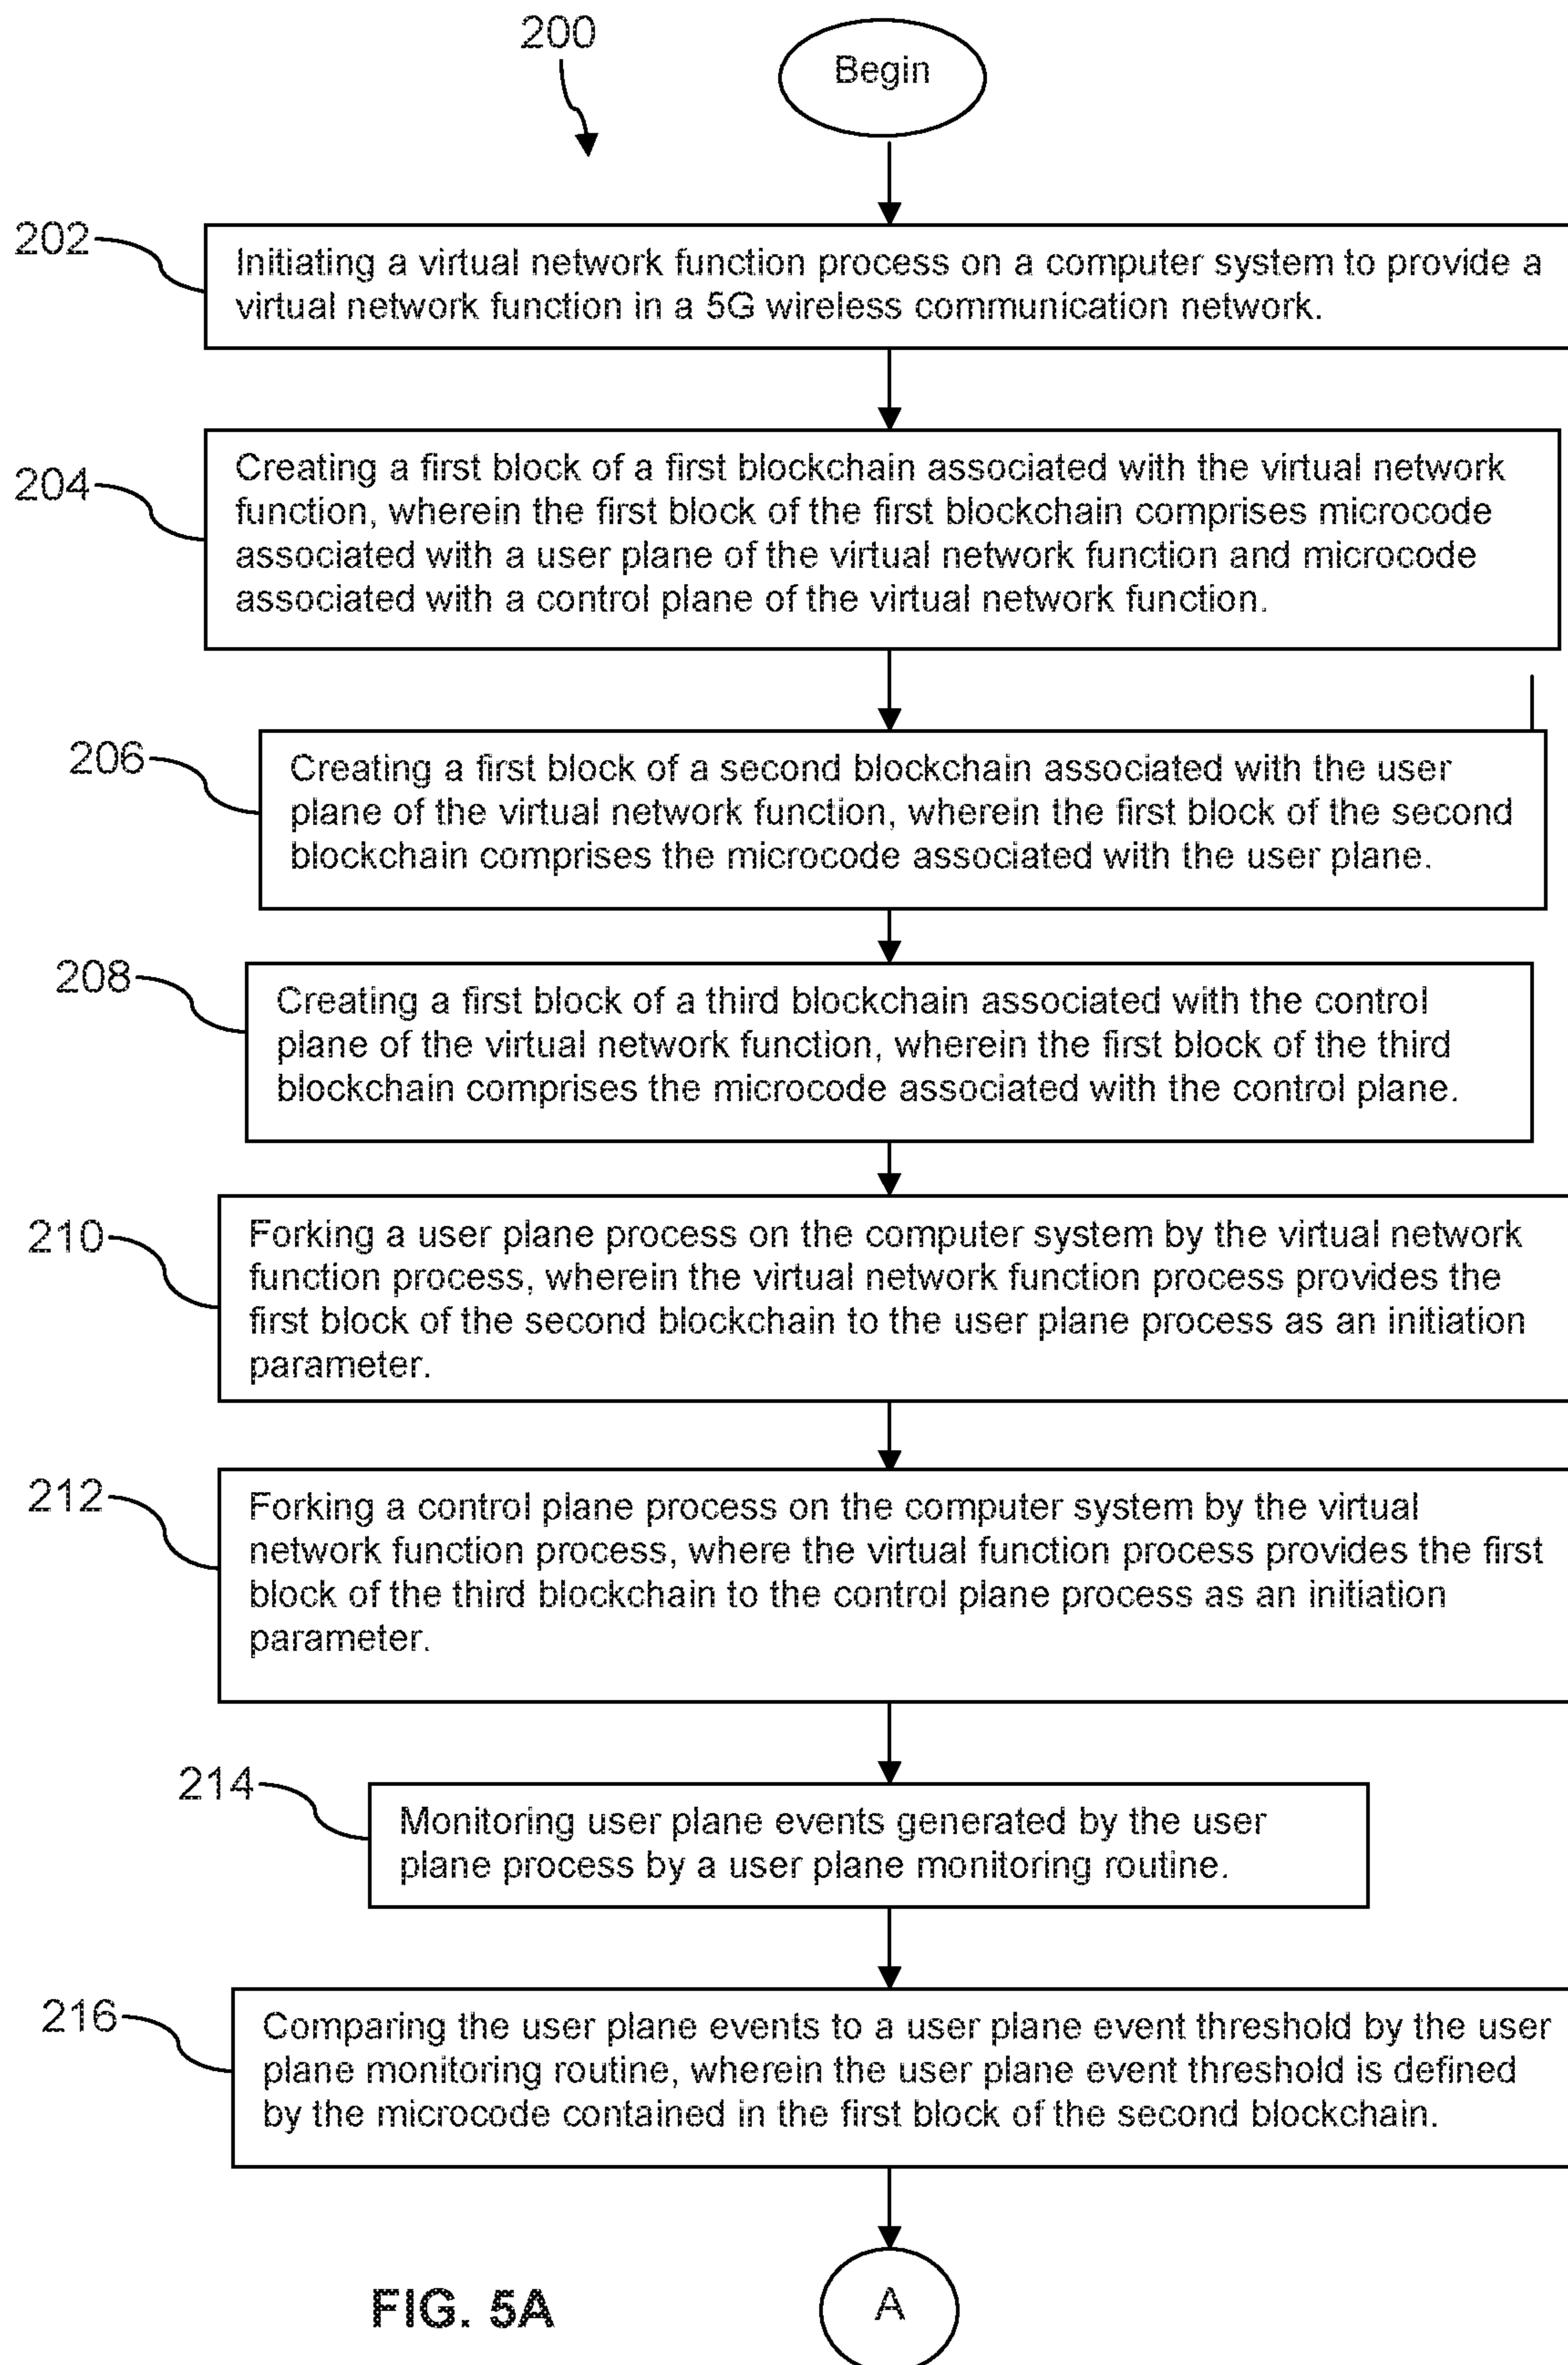 200
Begin
202
Initiating a virtual network function process on a computer system to provide a
virtual network function in a 5G wireless communication network.
204
Creating a first block of a first blockchain associated with the virtual network
function, wherein the first block of the first blockchain comprises microcode
associated with a user plane of the virtual network function and microcode
associated with a control plane of the virtual network function.
206
Creating a first block of a second blockchain associated with the user
plane of the virtual network function, wherein the first block of the second
blockchain comprises the microcode associated with the user plane.
208
Creating a first block of a third blockchain associated with the control
plane of the virtual network function, wherein the first block of the third
blockchain comprises the microcode associated with the control plane.
210
Forking a user plane process on the computer system by the virtual network
function process, wherein the virtual network function process provides the
first block of the second blockchain to the user plane process as an initiation
parameter.
212
Forking a control plane process on the computer system by the virtual
network function process, where the virtual function process provides the first
block of the third blockchain to the control plane process as an initiation
parameter.
214
Monitoring user plane events generated by the user
plane process by a user plane monitoring routine.
216
Comparing the user plane events to a user plane event threshold by the user
plane monitoring routine, wherein the user plane event threshold is defined
by the microcode contained in the first block of the second blockchain.
FIG. 5A
A